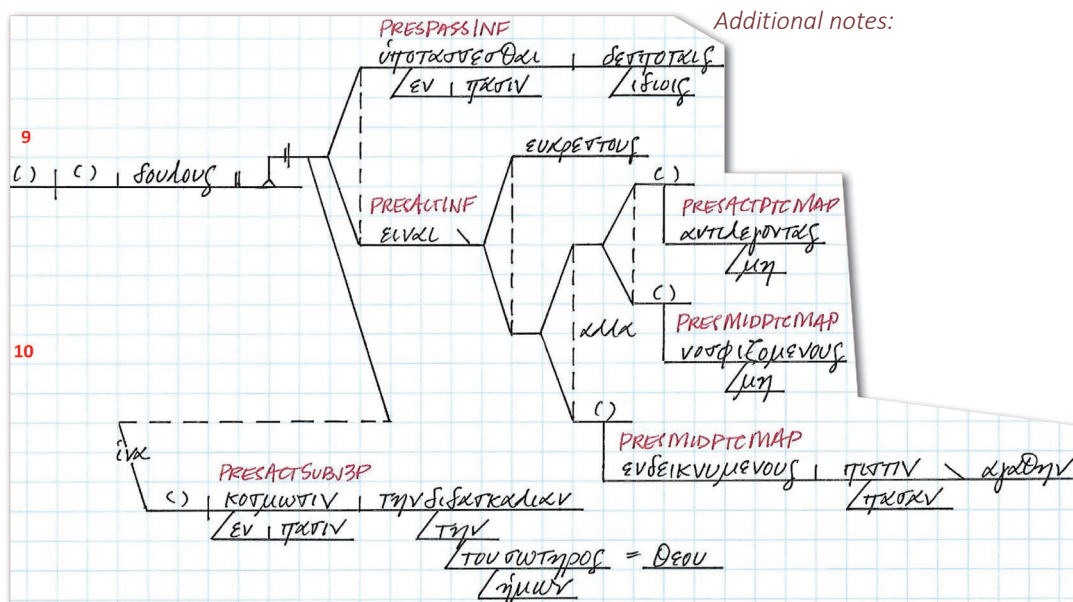 Additional notes:
PRESPASSINF
ὑποτασσεσθαι δεσποταις
εν πασιν ιδιοις
9
ευαρεστους
( ) ( ) δουλους ( )
PRESACTINF PRESACTPTCMAP
ειναι αντιλεγοντας
μη
( )
αλλα PRESMIDPTCMAP
10 νοσφιζομενους
μη
( )
PRESMIDPTCMAP
ἱνα ενδεικνυμενους πιστιν αγαθην
PRESACTSUBJ3P πασαν
( ) κοσμωσιν την διδασκαλιαν
εν πασιν την
του σωτηρος = θεου
ἡμων